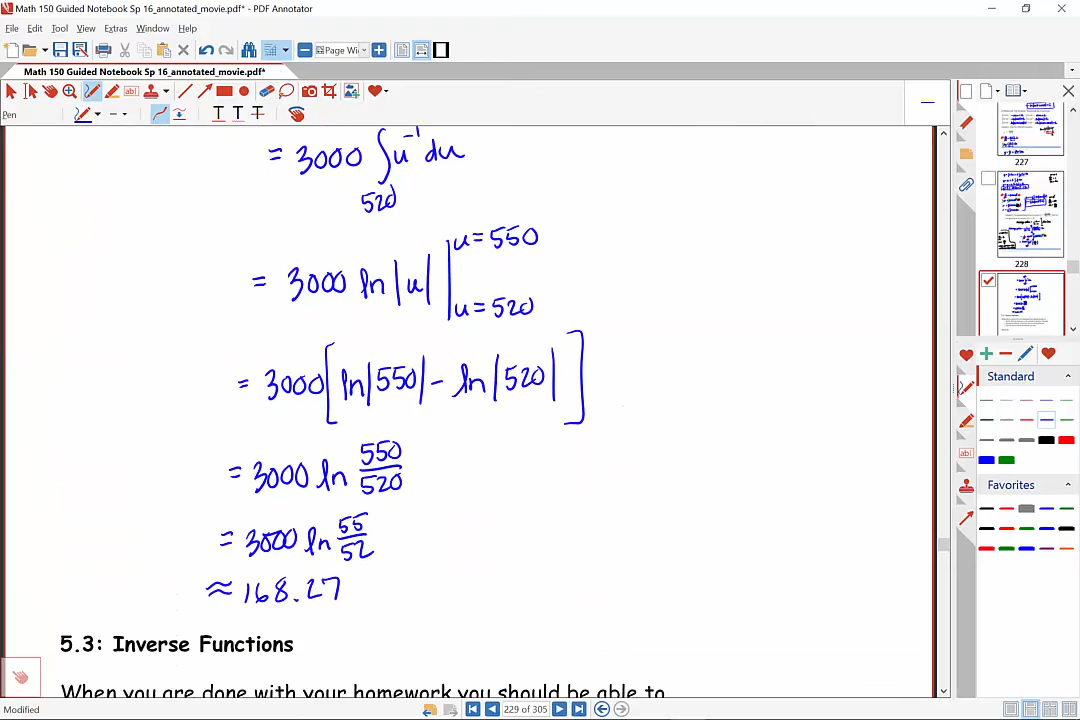 Math 150 Guided Notebook Sp 16_annotated_movie.pdf* - PDF Annotator
File Edit Tool View Extras Window Help
Page Wi
Math 150 Guided Notebook Sp 16_annotated_movie.pdf*
Pen
= 3000 ∫ u⁻¹ du
520
= 3000 ln |u| | u = 550
u = 520
= 3000 [ ln|550| - ln|520| ]
= 3000 ln 550/520
= 3000 ln 55/52
≈ 168.27
5.3: Inverse Functions
When you are done with your homework you should be able to
227
228
Standard
Favorites
Modified
229 of 305